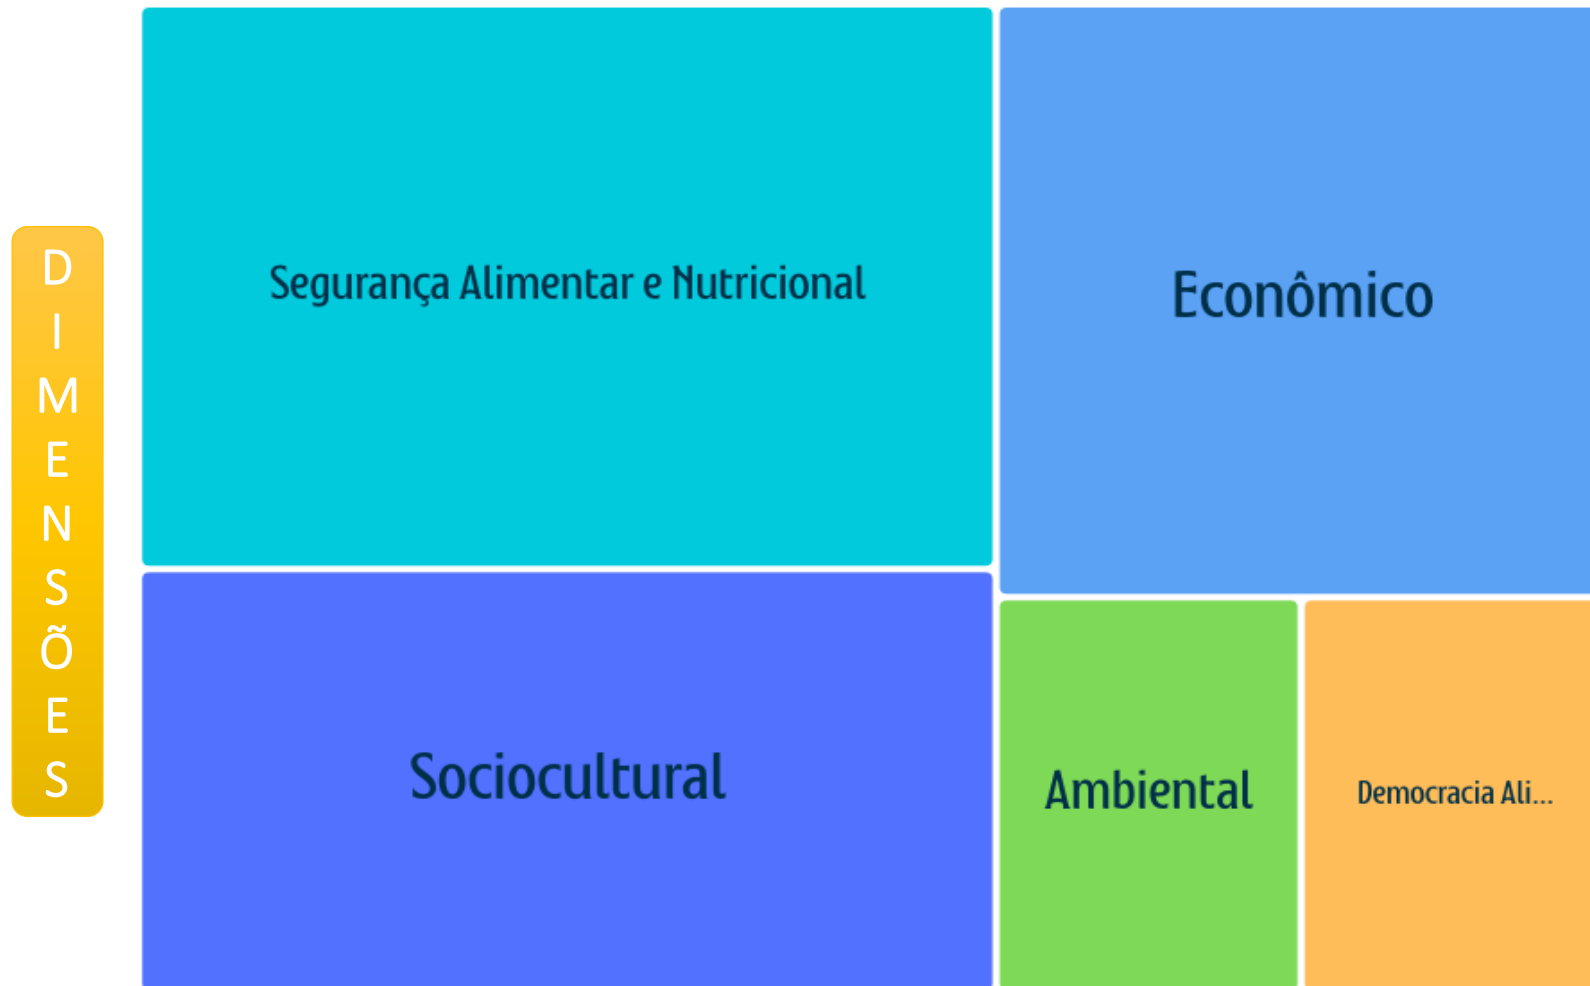 DIMENSÕES
Segurança Alimentar e Nutricional
Econômico
Sociocultural
Ambiental
Democracia Ali...